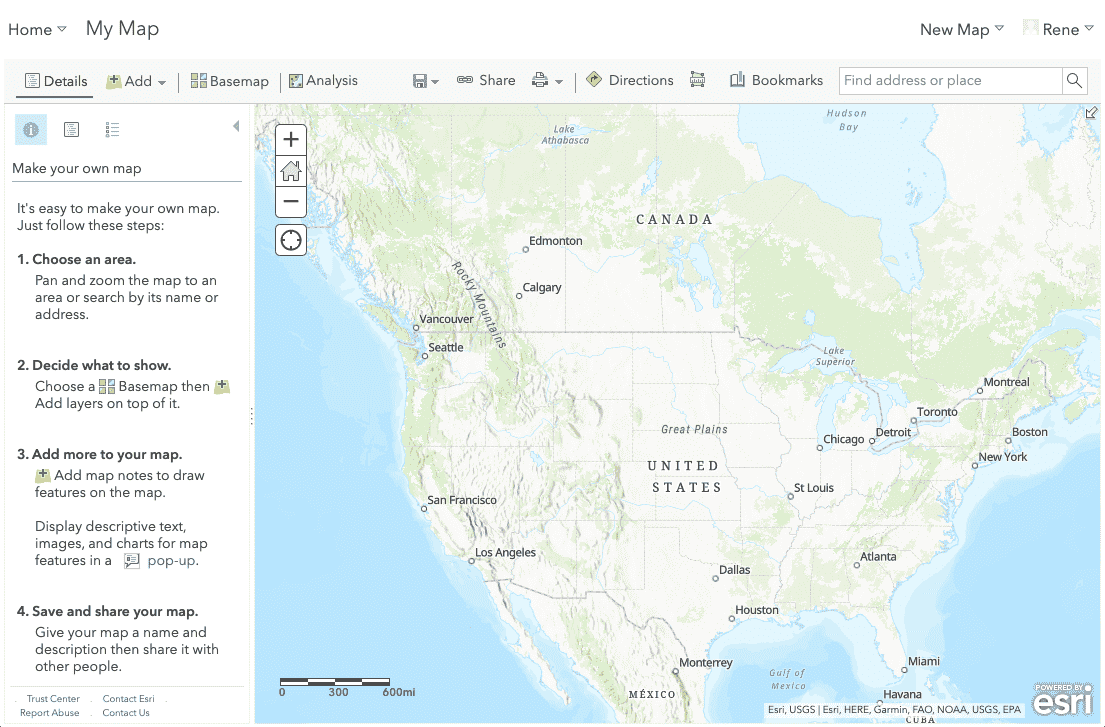 Home My Map New Map Rene
Details Add Basemap Analysis Share Directions Bookmarks Find address or place
Make your own map
It's easy to make your own map.
Just follow these steps:
1. Choose an area.
Pan and zoom the map to an
area or search by its name or
address.
2. Decide what to show.
Choose a Basemap then
Add layers on top of it.
3. Add more to your map.
Add map notes to draw
features on the map.
Display descriptive text,
images, and charts for map
features in a pop-up.
4. Save and share your map.
Give your map a name and
description then share it with
other people.
Trust Center . Contact Esri .
Report Abuse . Contact Us
Hudson
Bay
Lake
Athabasca
CANADA
Edmonton
Rocky Mountains
Calgary
Vancouver
Seattle
Lake
Superior
Montreal
Toronto
Great Plains
Detroit
Boston
Chicago
New York
UNITED
STATES
St Louis
San Francisco
Los Angeles
Atlanta
Dallas
Houston
Monterrey
Miami
Gulf of
Mexico
MÉXICO
Havana
CUBA
0 300 600mi
POWERED BY
esri
Esri, USGS | Esri, HERE, Garmin, FAO, NOAA, USGS, EPA